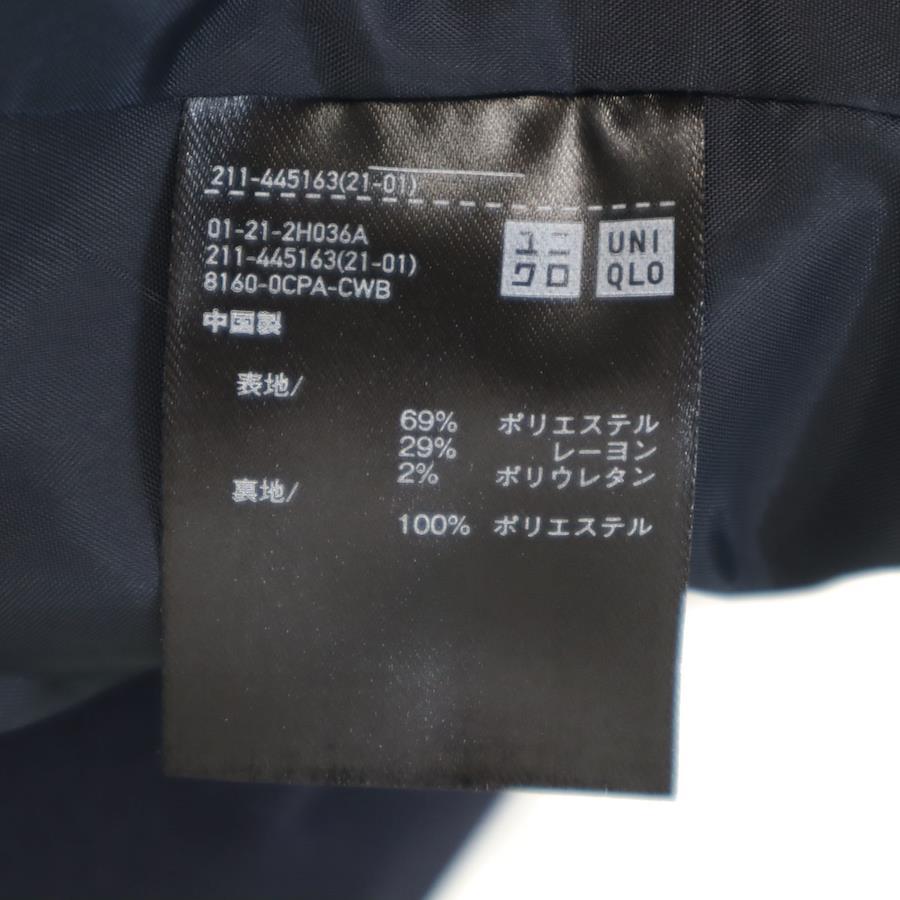 211-445163(21-01)
01-21-2H036A
211-445163(21-01)
8160-0CPA-CWB
中国製
ユニ
クロ
UNI
QLO
表地/
69% ポリエステル
29% レーヨン
2% ポリウレタン
裏地/
100% ポリエステル